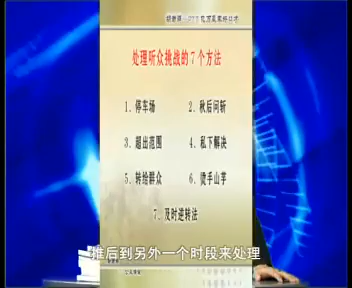 处理听众挑战的7个方法
1. 停车场
2. 秋后问斩
3. 超出范围
4. 私下解决
5. 转给群众
6. 烫手山芋
7. 及时逆转法
推后到另外一个时段来处理